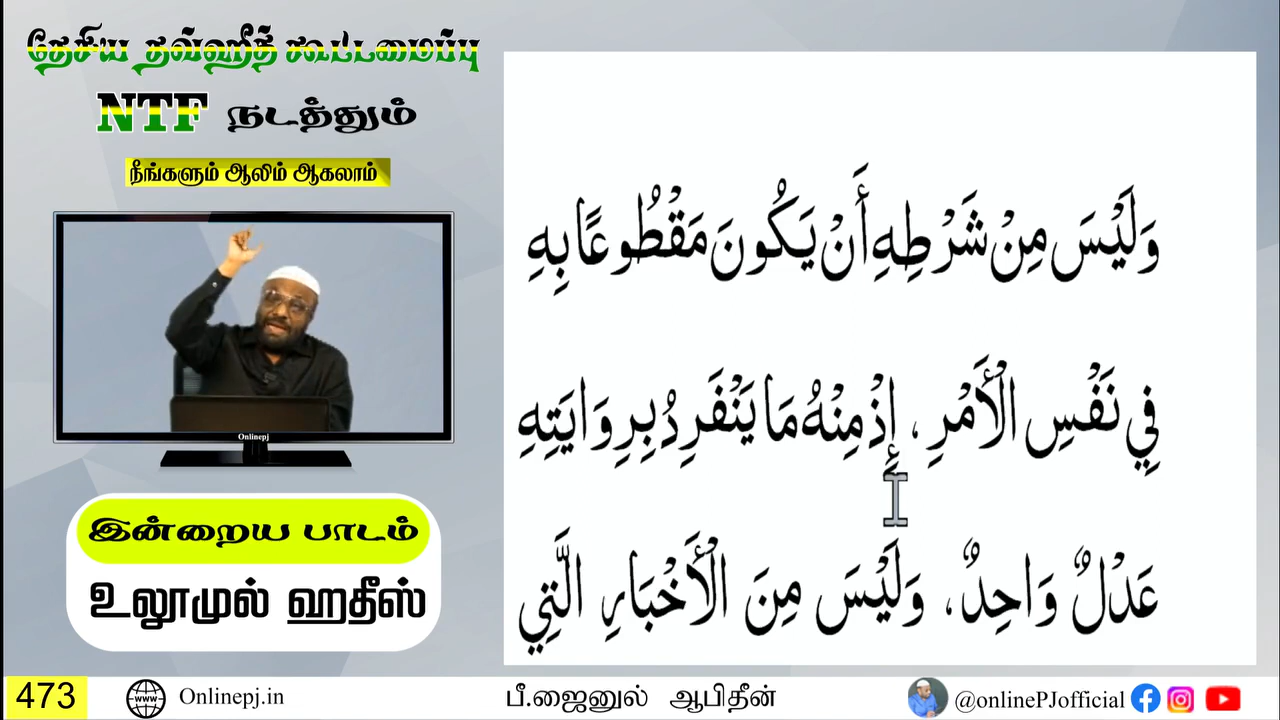 தேசிய தவ்ஹீத் கூட்டமைப்பு
NTF நடத்தும்
நீங்களும் ஆலிம் ஆகலாம்
Onlinepj
இன்றைய பாடம்
உலூமுல் ஹதீஸ்
وَلَيْسَ مِنْ شَرْطِهِ أَنْ يَكُونَ مَقْطُوعًا بِهِ
فِي نَفْسِ الْأَمْرِ ، إِذْ مِنْهُ مَا يَنْفَرِدُ بِرِوَايَتِهِ
عَدْلٌ وَاحِدٌ، وَلَيْسَ مِنَ الْأَخْبَارِ الَّتِي
473
Onlinepj.in
பீ.ஜைனுல் ஆபிதீன்
@onlinePJofficial